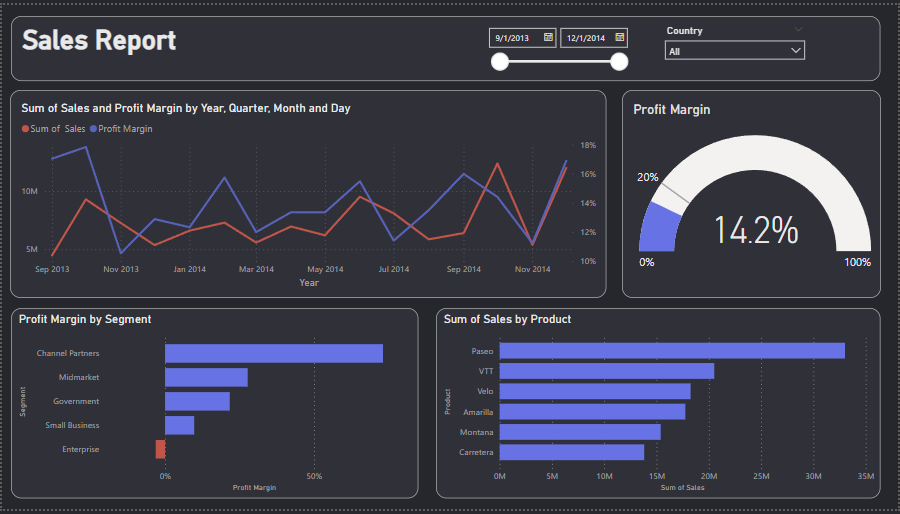 Sales Report
9/1/2013
12/1/2014
Country
All
Sum of Sales and Profit Margin by Year, Quarter, Month and Day
Sum of Sales Profit Margin
10M
5M
18%
16%
14%
12%
10%
Sep 2013 Nov 2013 Jan 2014 Mar 2014 May 2014 Jul 2014 Sep 2014 Nov 2014
Year
Profit Margin
20%
14.2%
0% 100%
Profit Margin by Segment
Segment
Channel Partners
Midmarket
Government
Small Business
Enterprise
0% 50%
Profit Margin
Sum of Sales by Product
Product
Paseo
VTT
Velo
Amarilla
Montana
Carretera
0M 5M 10M 15M 20M 25M 30M 35M
Sum of Sales